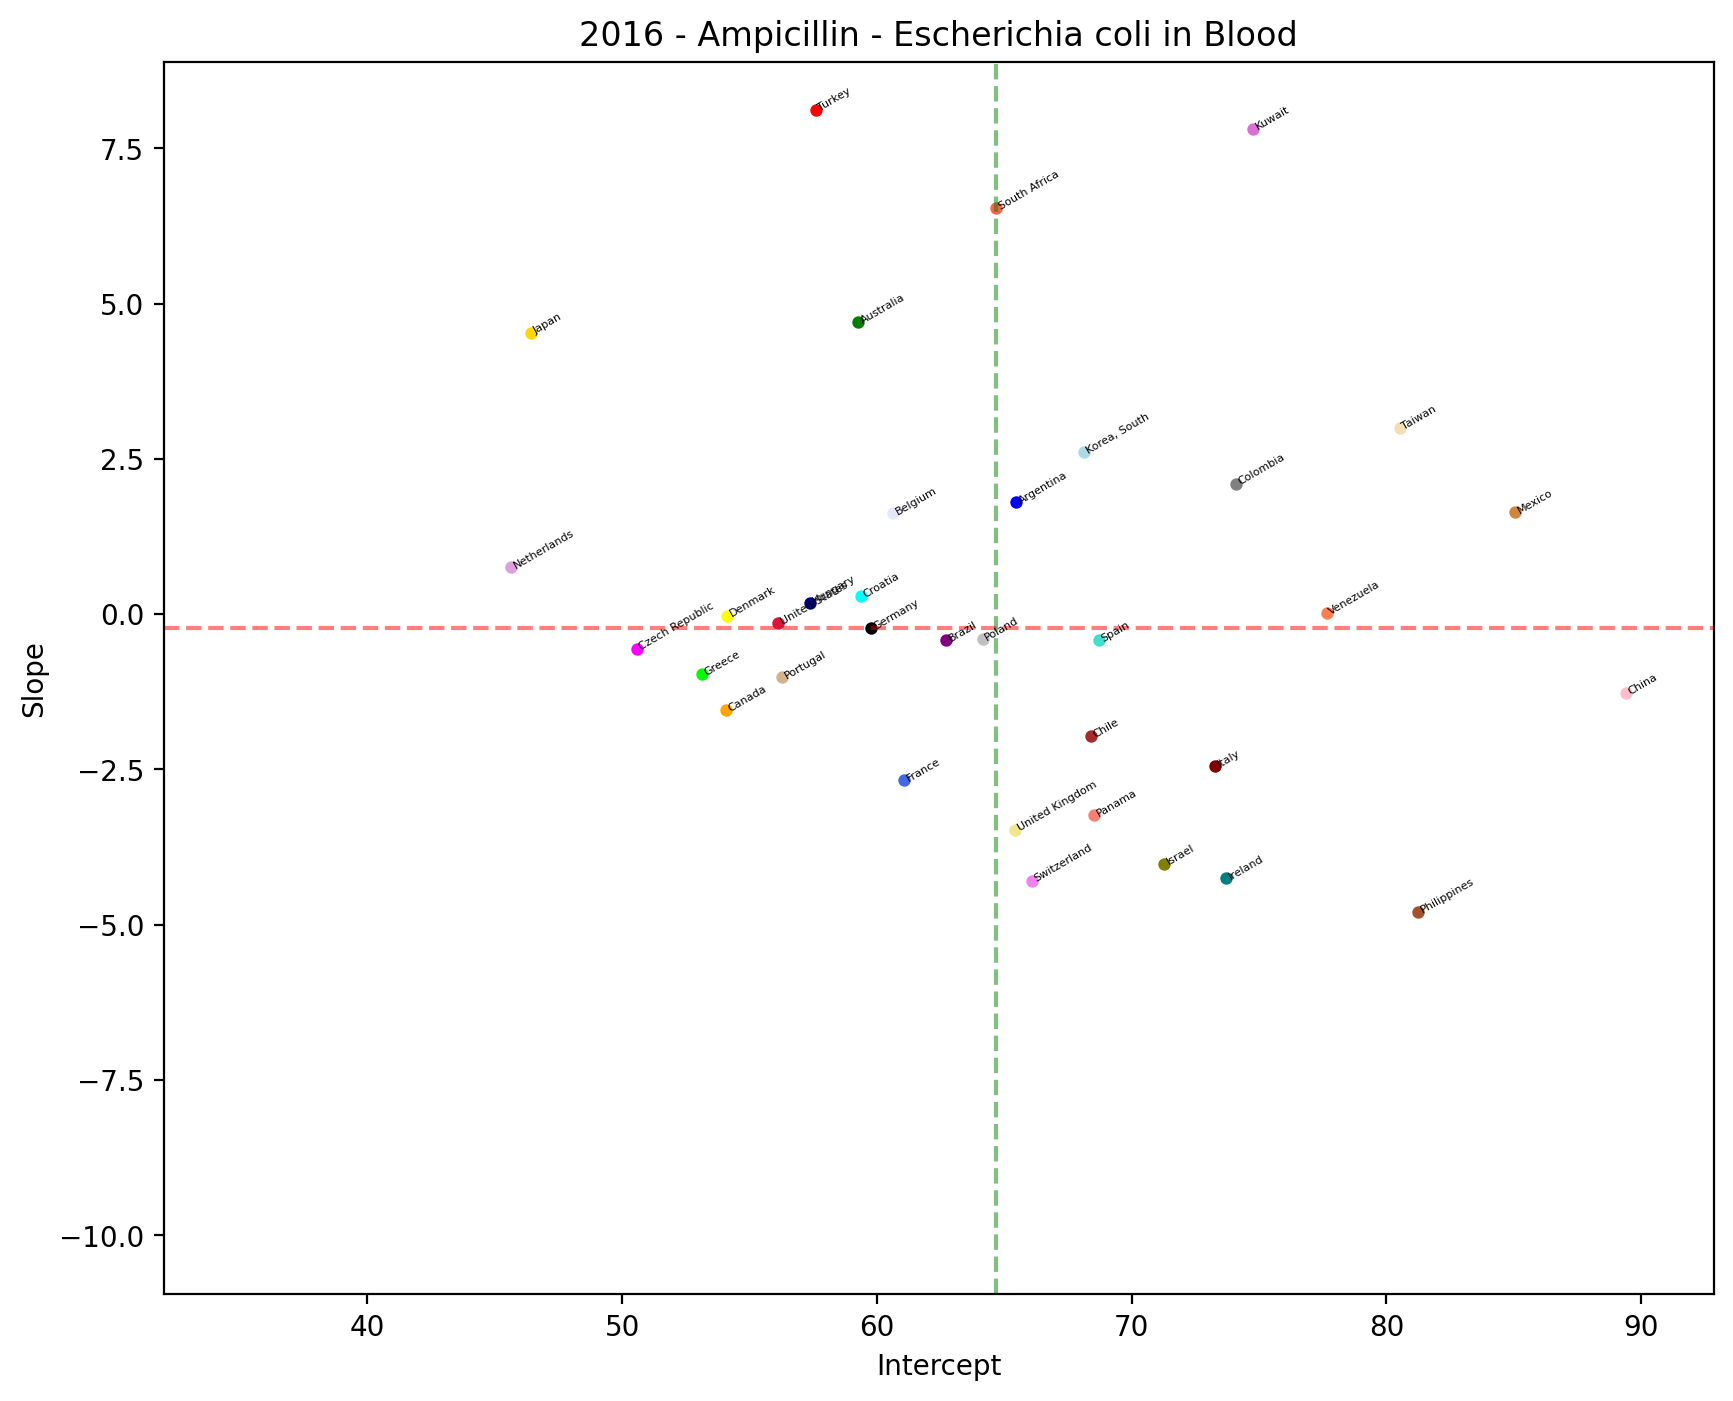 2016 - Ampicillin - Escherichia coli in Blood
Turkey
Kuwait
7.5
South Africa
5.0
Australia
Japan
Taiwan
Korea, South
2.5
Colombia
Argentina
Mexico
Belgium
Netherlands
Croatia
Denmark
United States
Venezuela
0.0
Germany
Czech Republic
Brazil
Poland
Spain
Greece
Portugal
Slope
China
Canada
Chile
−2.5
France
Italy
United Kingdom
Panama
Israel
Switzerland
Ireland
Philippines
−5.0
−7.5
−10.0
40 50 60 70 80 90
Intercept